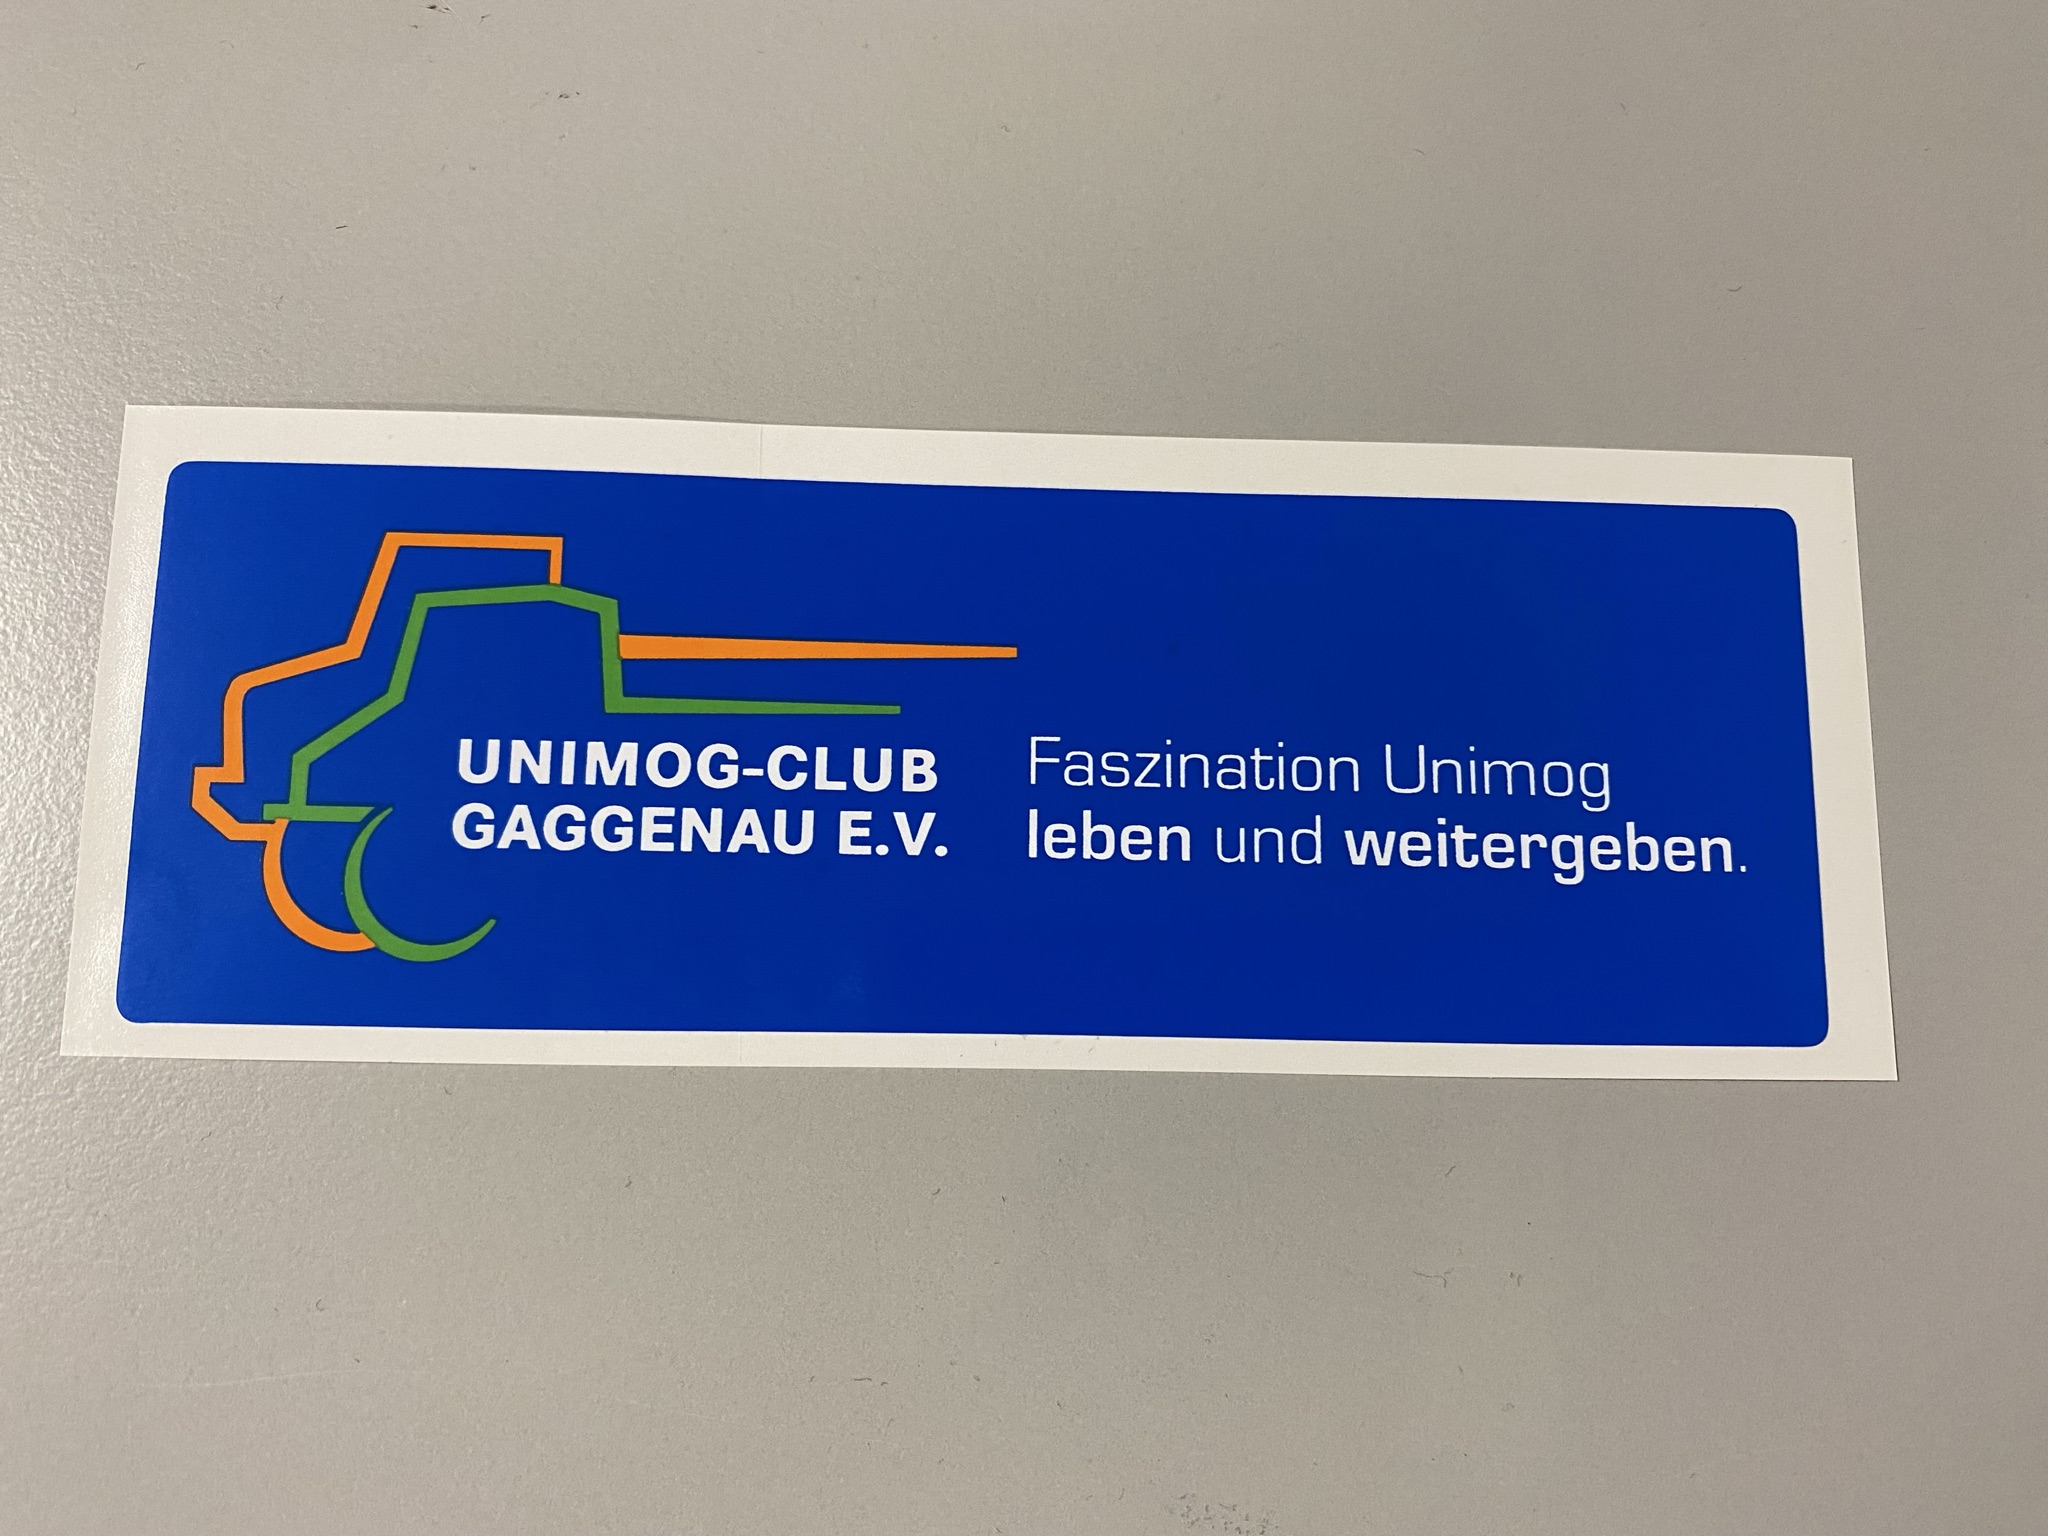 UNIMOG-CLUB
GAGGENAU E.V.
Faszination Unimog
leben und weitergeben.